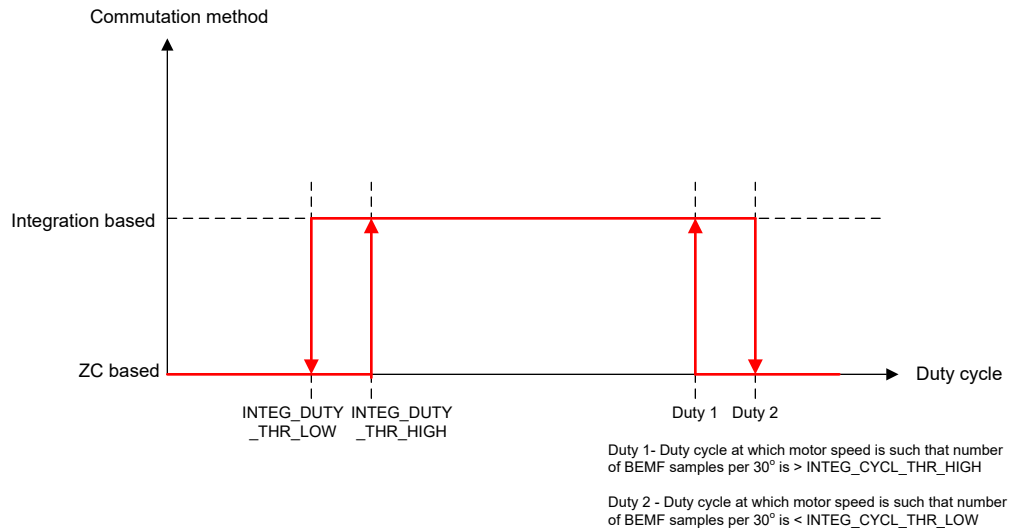 Commutation method
Integration based
ZC based
Duty cycle
INTEG_DUTY
_THR_LOW
INTEG_DUTY
_THR_HIGH
Duty 1
Duty 2
Duty 1- Duty cycle at which motor speed is such that number
of BEMF samples per 30° is > INTEG_CYCL_THR_HIGH
Duty 2 - Duty cycle at which motor speed is such that number
of BEMF samples per 30° is < INTEG_CYCL_THR_LOW